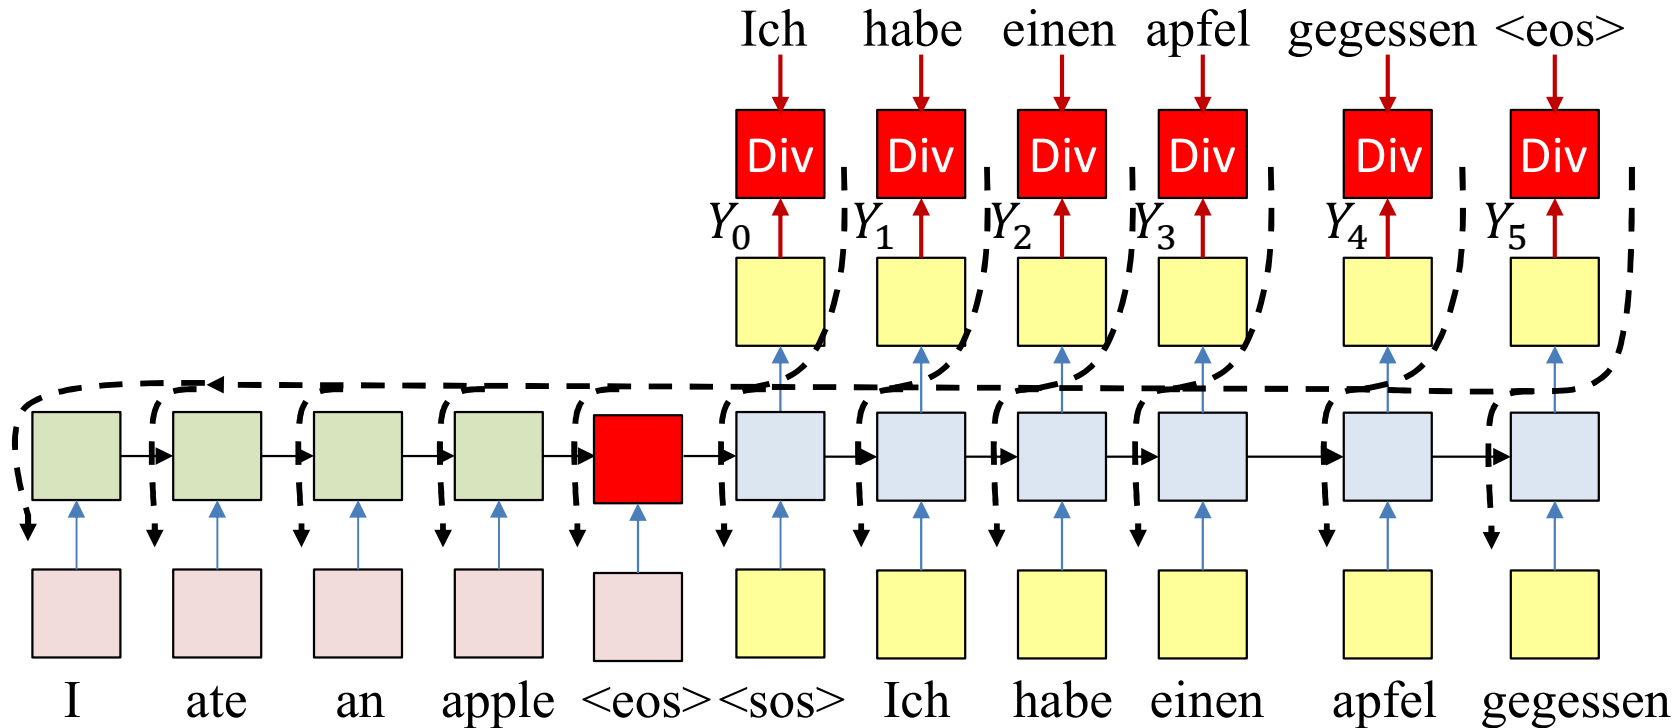 Ich habe einen apfel gegessen <eos>
Div Div Div Div Div Div
Y0 Y1 Y2 Y3 Y4 Y5
I ate an apple <eos> <sos> Ich habe einen apfel gegessen